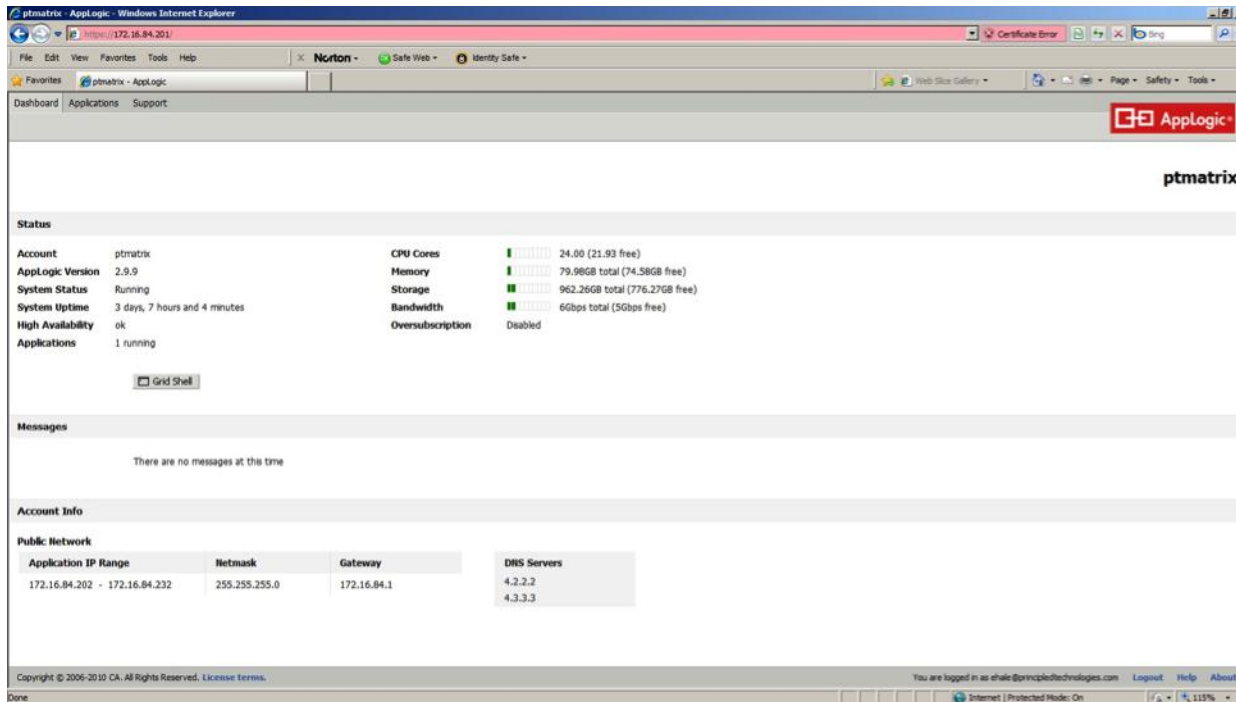 ptmatrix - AppLogic - Windows Internet Explorer
https://172.16.84.201/ Certificate Error Bing
File Edit View Favorites Tools Help x Norton - Safe Web - Identity Safe -
Favorites ptmatrix - AppLogic Web Slice Gallery - Page - Safety - Tools -
Dashboard Applications Support
AppLogic
ptmatrix
Status
Account ptmatrix CPU Cores 24.00 (21.93 free)
AppLogic Version 2.9.9 Memory 79.98GB total (74.58GB free)
System Status Running Storage 962.26GB total (776.27GB free)
System Uptime 3 days, 7 hours and 4 minutes Bandwidth 6Gbps total (5Gbps free)
High Availability ok Oversubscription Disabled
Applications 1 running
Grid Shell
Messages
There are no messages at this time
Account Info
Public Network
Application IP Range Netmask Gateway DNS Servers
172.16.84.202 - 172.16.84.232 255.255.255.0 172.16.84.1 4.2.2.2
4.3.3.3
Copyright © 2006-2010 CA. All Rights Reserved. License terms. You are logged in as ehale@principledtechnologies.com Logout Help About
Done Internet | Protected Mode: On 115%